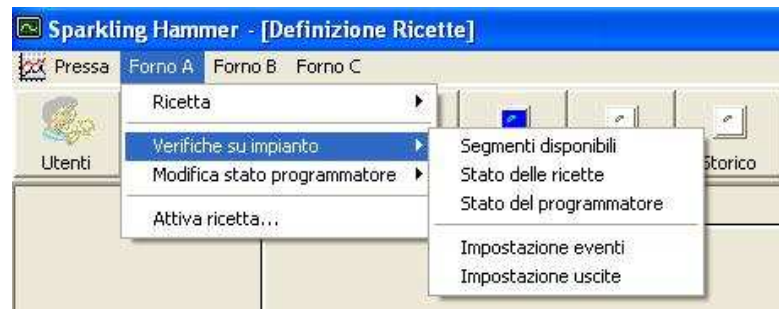 Sparkling Hammer - [Definizione Ricette]
Pressa Forno A Forno B Forno C
Utenti
Storico
Ricetta
Verifiche su impianto
Modifica stato programmatore
Attiva ricetta...
Segmenti disponibili
Stato delle ricette
Stato del programmatore
Impostazione eventi
Impostazione uscite